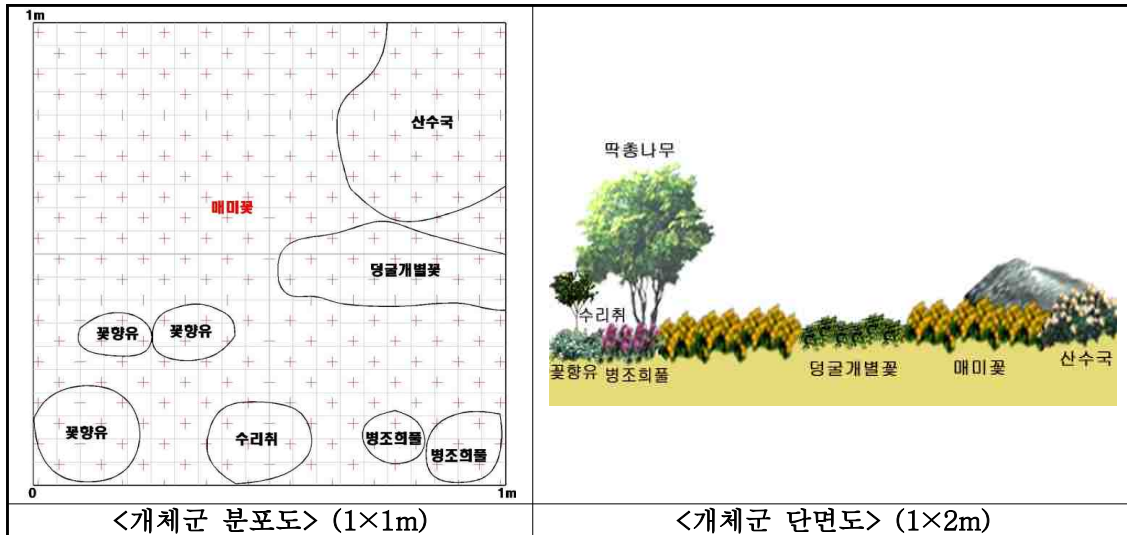 1m
산수국
매미꽃
덩굴개별꽃
꽃향유
꽃향유
꽃향유
수리취
병조희풀
병조희풀
0
1m
<개체군 분포도> (1×1m)
딱총나무
수리취
꽃향유
병조희풀
덩굴개별꽃
매미꽃
산수국
<개체군 단면도> (1×2m)